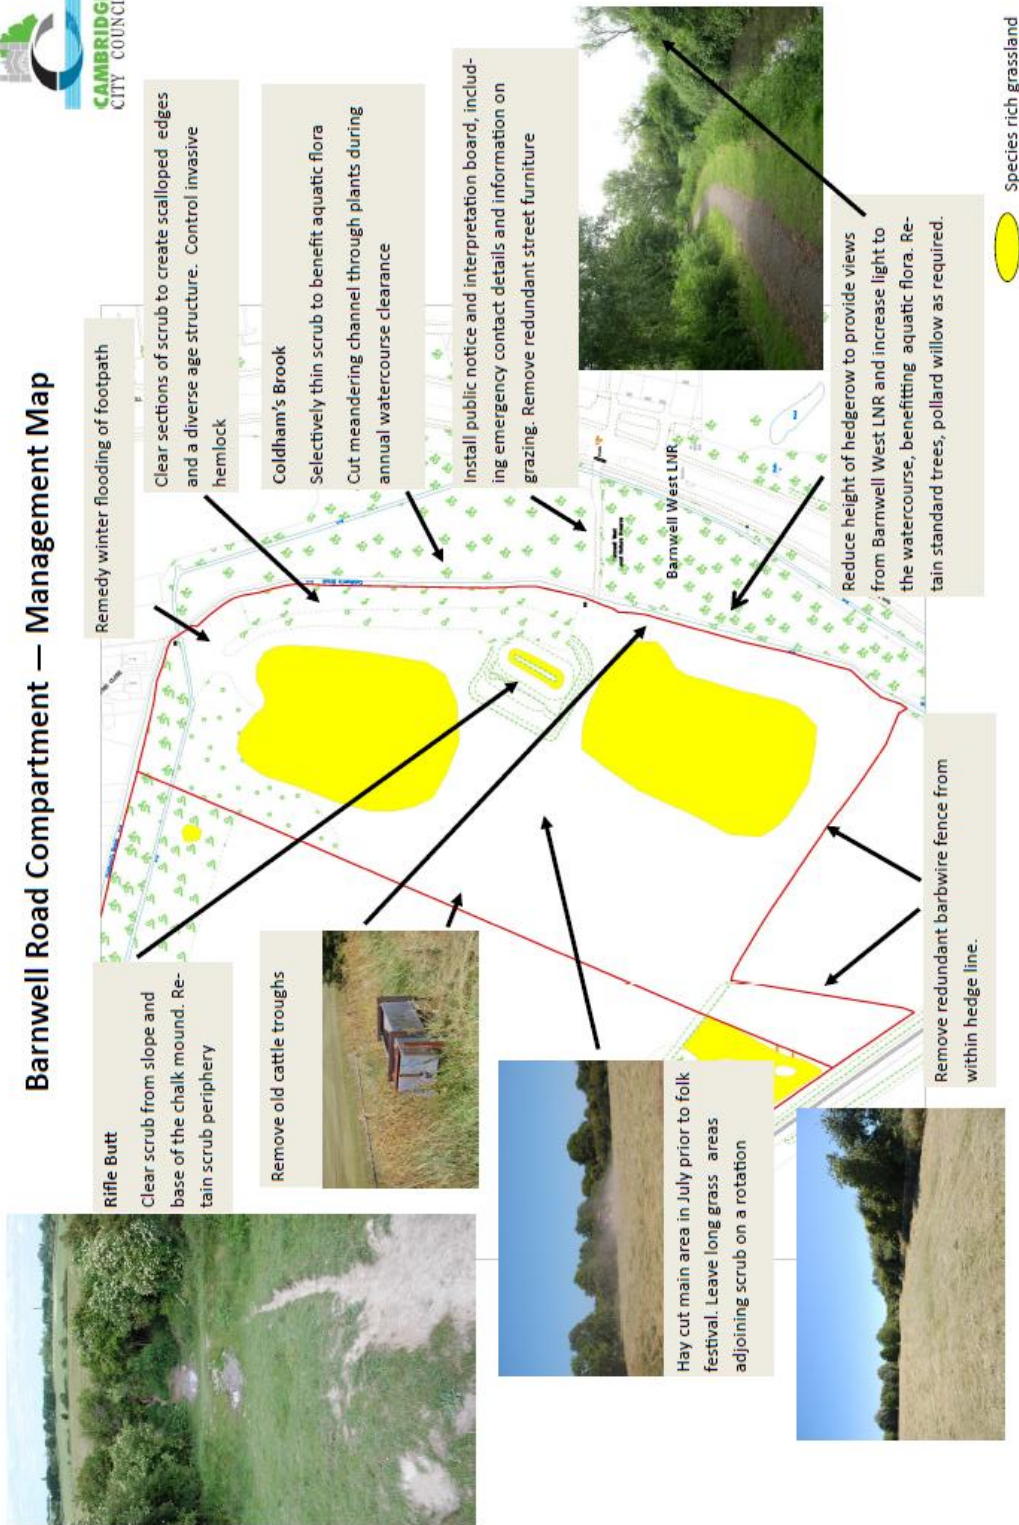 Barnwell Road Compartment — Management Map
CAMBRIDG
CITY COUNCI
Remedy winter flooding of footpath
Clear sections of scrub to create scalloped edges
and a diverse age structure. Control invasive
hemlock
Coldham's Brook
Selectively thin scrub to benefit aquatic flora
Cut meandering channel through plants during
annual watercourse clearance
Install public notice and interpretation board, includ-
ing emergency contact details and information on
grazing. Remove redundant street furniture
Rifle Butt
Clear scrub from slope and
base of the chalk mound. Re-
tain scrub periphery
Remove old cattle troughs
Hay cut main area in July prior to folk
festival. Leave long grass areas
adjoining scrub on a rotation
Barnwell West LNR
Reduce height of hedgerow to provide views
from Barnwell West LNR and increase light to
the watercourse, benefitting aquatic flora. Re-
tain standard trees, pollard willow as required.
Remove redundant barbwire fence from
within hedge line.
Species rich grassland